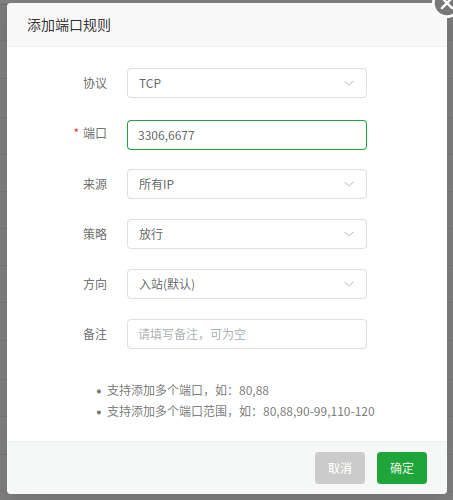 添加端口规则
协议 TCP
* 端口 3306,6677
来源 所有IP
策略 放行
方向 入站(默认)
备注 请填写备注，可为空
• 支持添加多个端口，如：80,88
• 支持添加多个端口范围，如：80,88,90-99,110-120
取消 确定